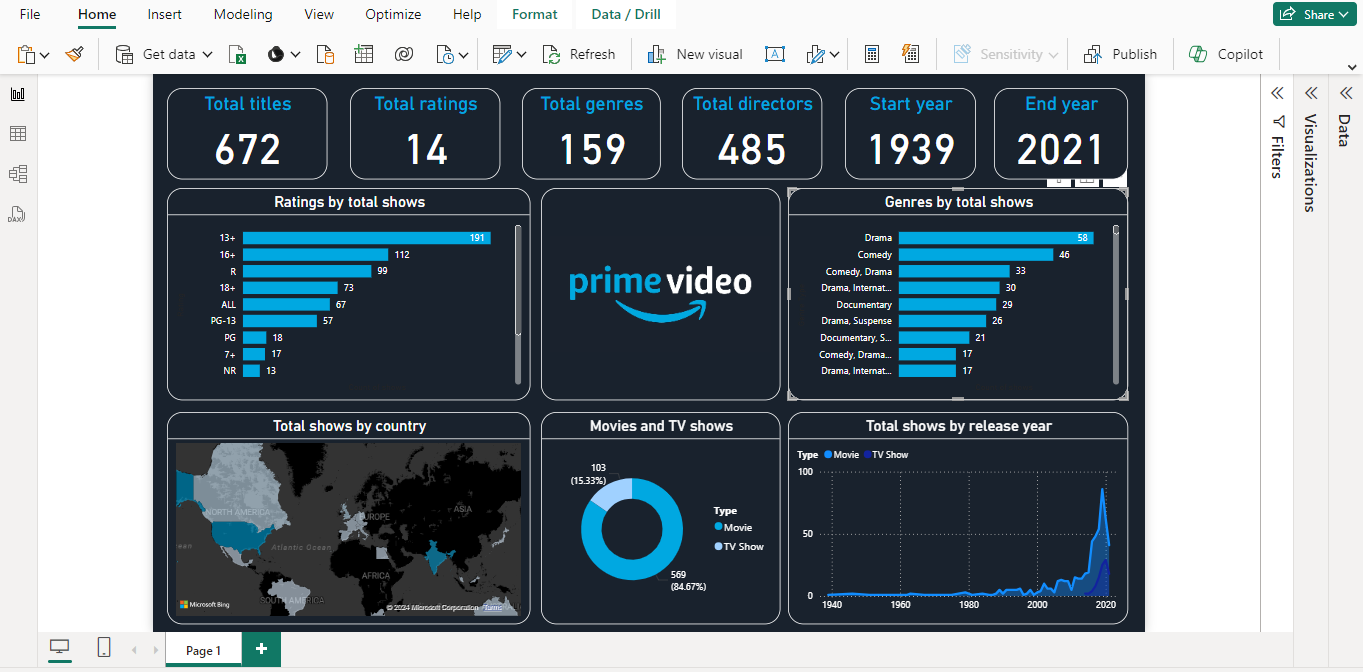 File Home Insert Modeling View Optimize Help Format Data / Drill Share
Get data Refresh New visual Sensitivity Publish Copilot
Total titles Total ratings Total genres Total directors Start year End year
672 14 159 485 1939 2021
Filters
Visualizations
Data
Ratings by total shows
13+ 191
16+ 112
R 99
18+ 73
ALL 67
PG-13 57
PG 18
7+ 17
NR 13
prime video
Genres by total shows
Drama 58
Comedy 46
Comedy, Drama 33
Drama, Internat... 30
Documentary 29
Drama, Suspense 26
Documentary, S... 21
Comedy, Drama... 17
Drama, Internat... 17
Total shows by country
NORTH AMERICA
EUROPE
ASIA
Atlantic Ocean
AFRICA
SOUTH AMERICA
Microsoft Bing
© 2024 Microsoft Corporation Terms
Movies and TV shows
103
(15.33%)
Type
Movie
TV Show
569
(84.67%)
Total shows by release year
Type Movie TV Show
100
50
0
1940 1960 1980 2000 2020
Page 1